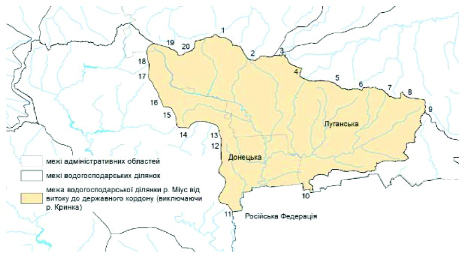 1
19
20
2
3
18
4
17
5
6
7
8
9
16
15
Луганська
14
13
12
Донецька
межі адміністративних областей
межі водогосподарських ділянок
межа водогосподарської ділянки р. Міус від
витоку до державного кордону (виключаючи
р. Кринка)
10
11
Російська Федерація